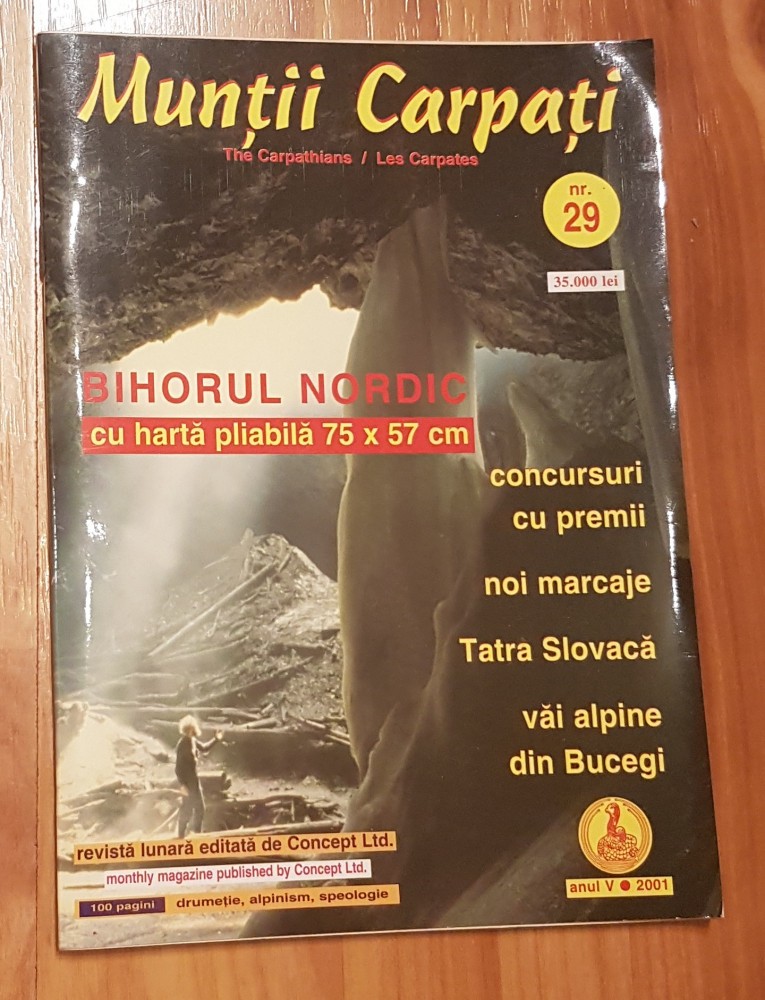 Munții Carpați
The Carpathians / Les Carpates
nr.
29
35.000 lei
BIHORUL NORDIC
cu hartă pliabilă 75 x 57 cm
concursuri
cu premii
noi marcaje
Tatra Slovacă
văi alpine
din Bucegi
revistă lunară editată de Concept Ltd.
monthly magazine published by Concept Ltd.
100 pagini drumeție, alpinism, speologie
anul V ● 2001